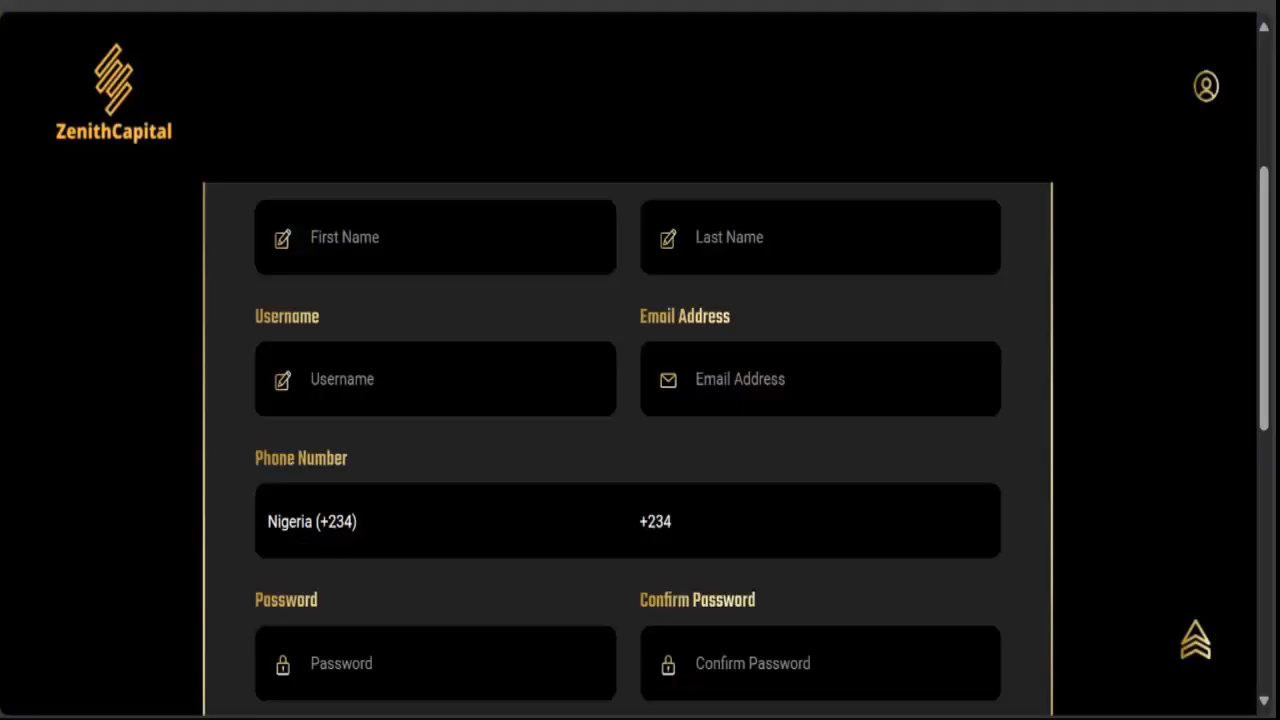 ZenithCapital
First Name
Last Name
Username
Email Address
Username
Email Address
Phone Number
Nigeria (+234)
+234
Password
Confirm Password
Password
Confirm Password